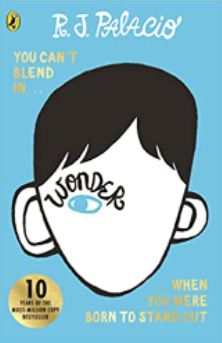 R. J. PALACIO
YOU CAN'T
BLEND
IN...
WONDER
10
YEARS OF THE
MULTI-MILLION COPY
BESTSELLER
... WHEN
YOU WERE
BORN TO STAND OUT